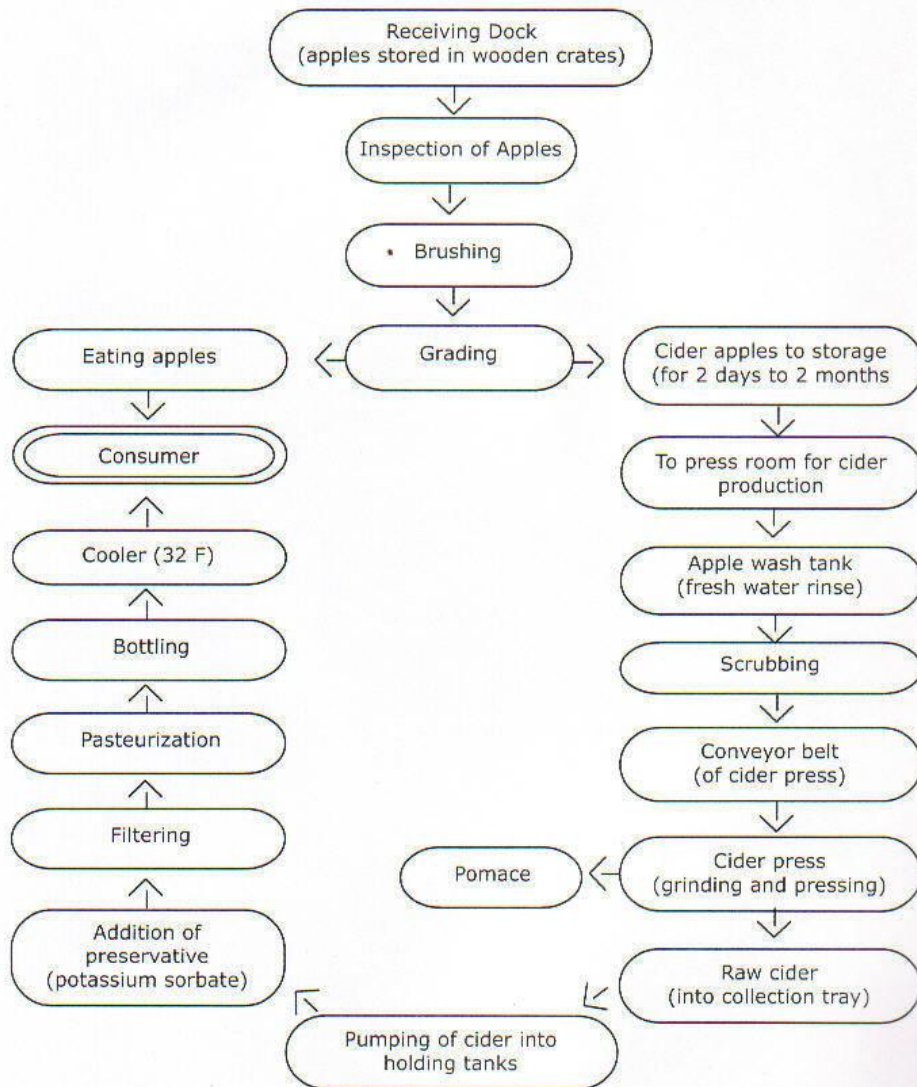 Receiving Dock
(apples stored in wooden crates)
Inspection of Apples
Brushing
Grading
Eating apples
Consumer
Cider apples to storage
(for 2 days to 2 months
To press room for cider
production
Apple wash tank
(fresh water rinse)
Scrubbing
Conveyor belt
(of cider press)
Cider press
(grinding and pressing)
Pomace
Raw cider
(into collection tray)
Pumping of cider into
holding tanks
Addition of
preservative
(potassium sorbate)
Filtering
Pasteurization
Bottling
Cooler (32 F)